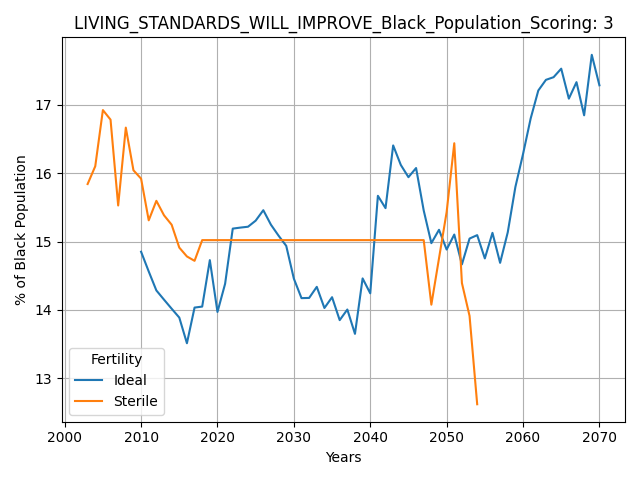 LIVING_STANDARDS_WILL_IMPROVE_Black_Population_Scoring: 3
% of Black Population
17
16
15
14
13
Fertility
Ideal
Sterile
2000 2010 2020 2030 2040 2050 2060 2070
Years